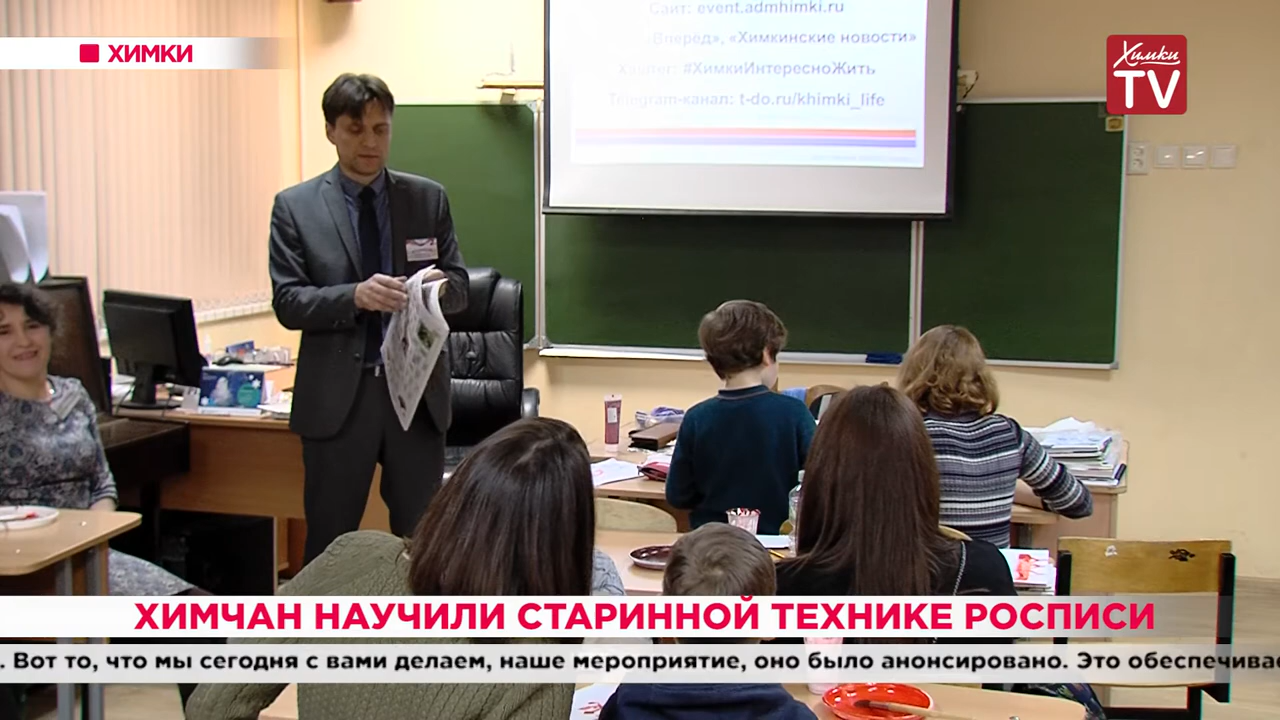 Сайт: event.admhimki.ru
Вперед», «Химкинские новости»
Хэштег: #ХимкиИнтересноЖить
Telegram-канал: t-do.ru/khimki_life
ХИМКИ
Химки
TV
ХИМЧАН НАУЧИЛИ СТАРИННОЙ ТЕХНИКЕ РОСПИСИ
. Вот то, что мы сегодня с вами делаем, наше мероприятие, оно было анонсировано. Это обеспечивае